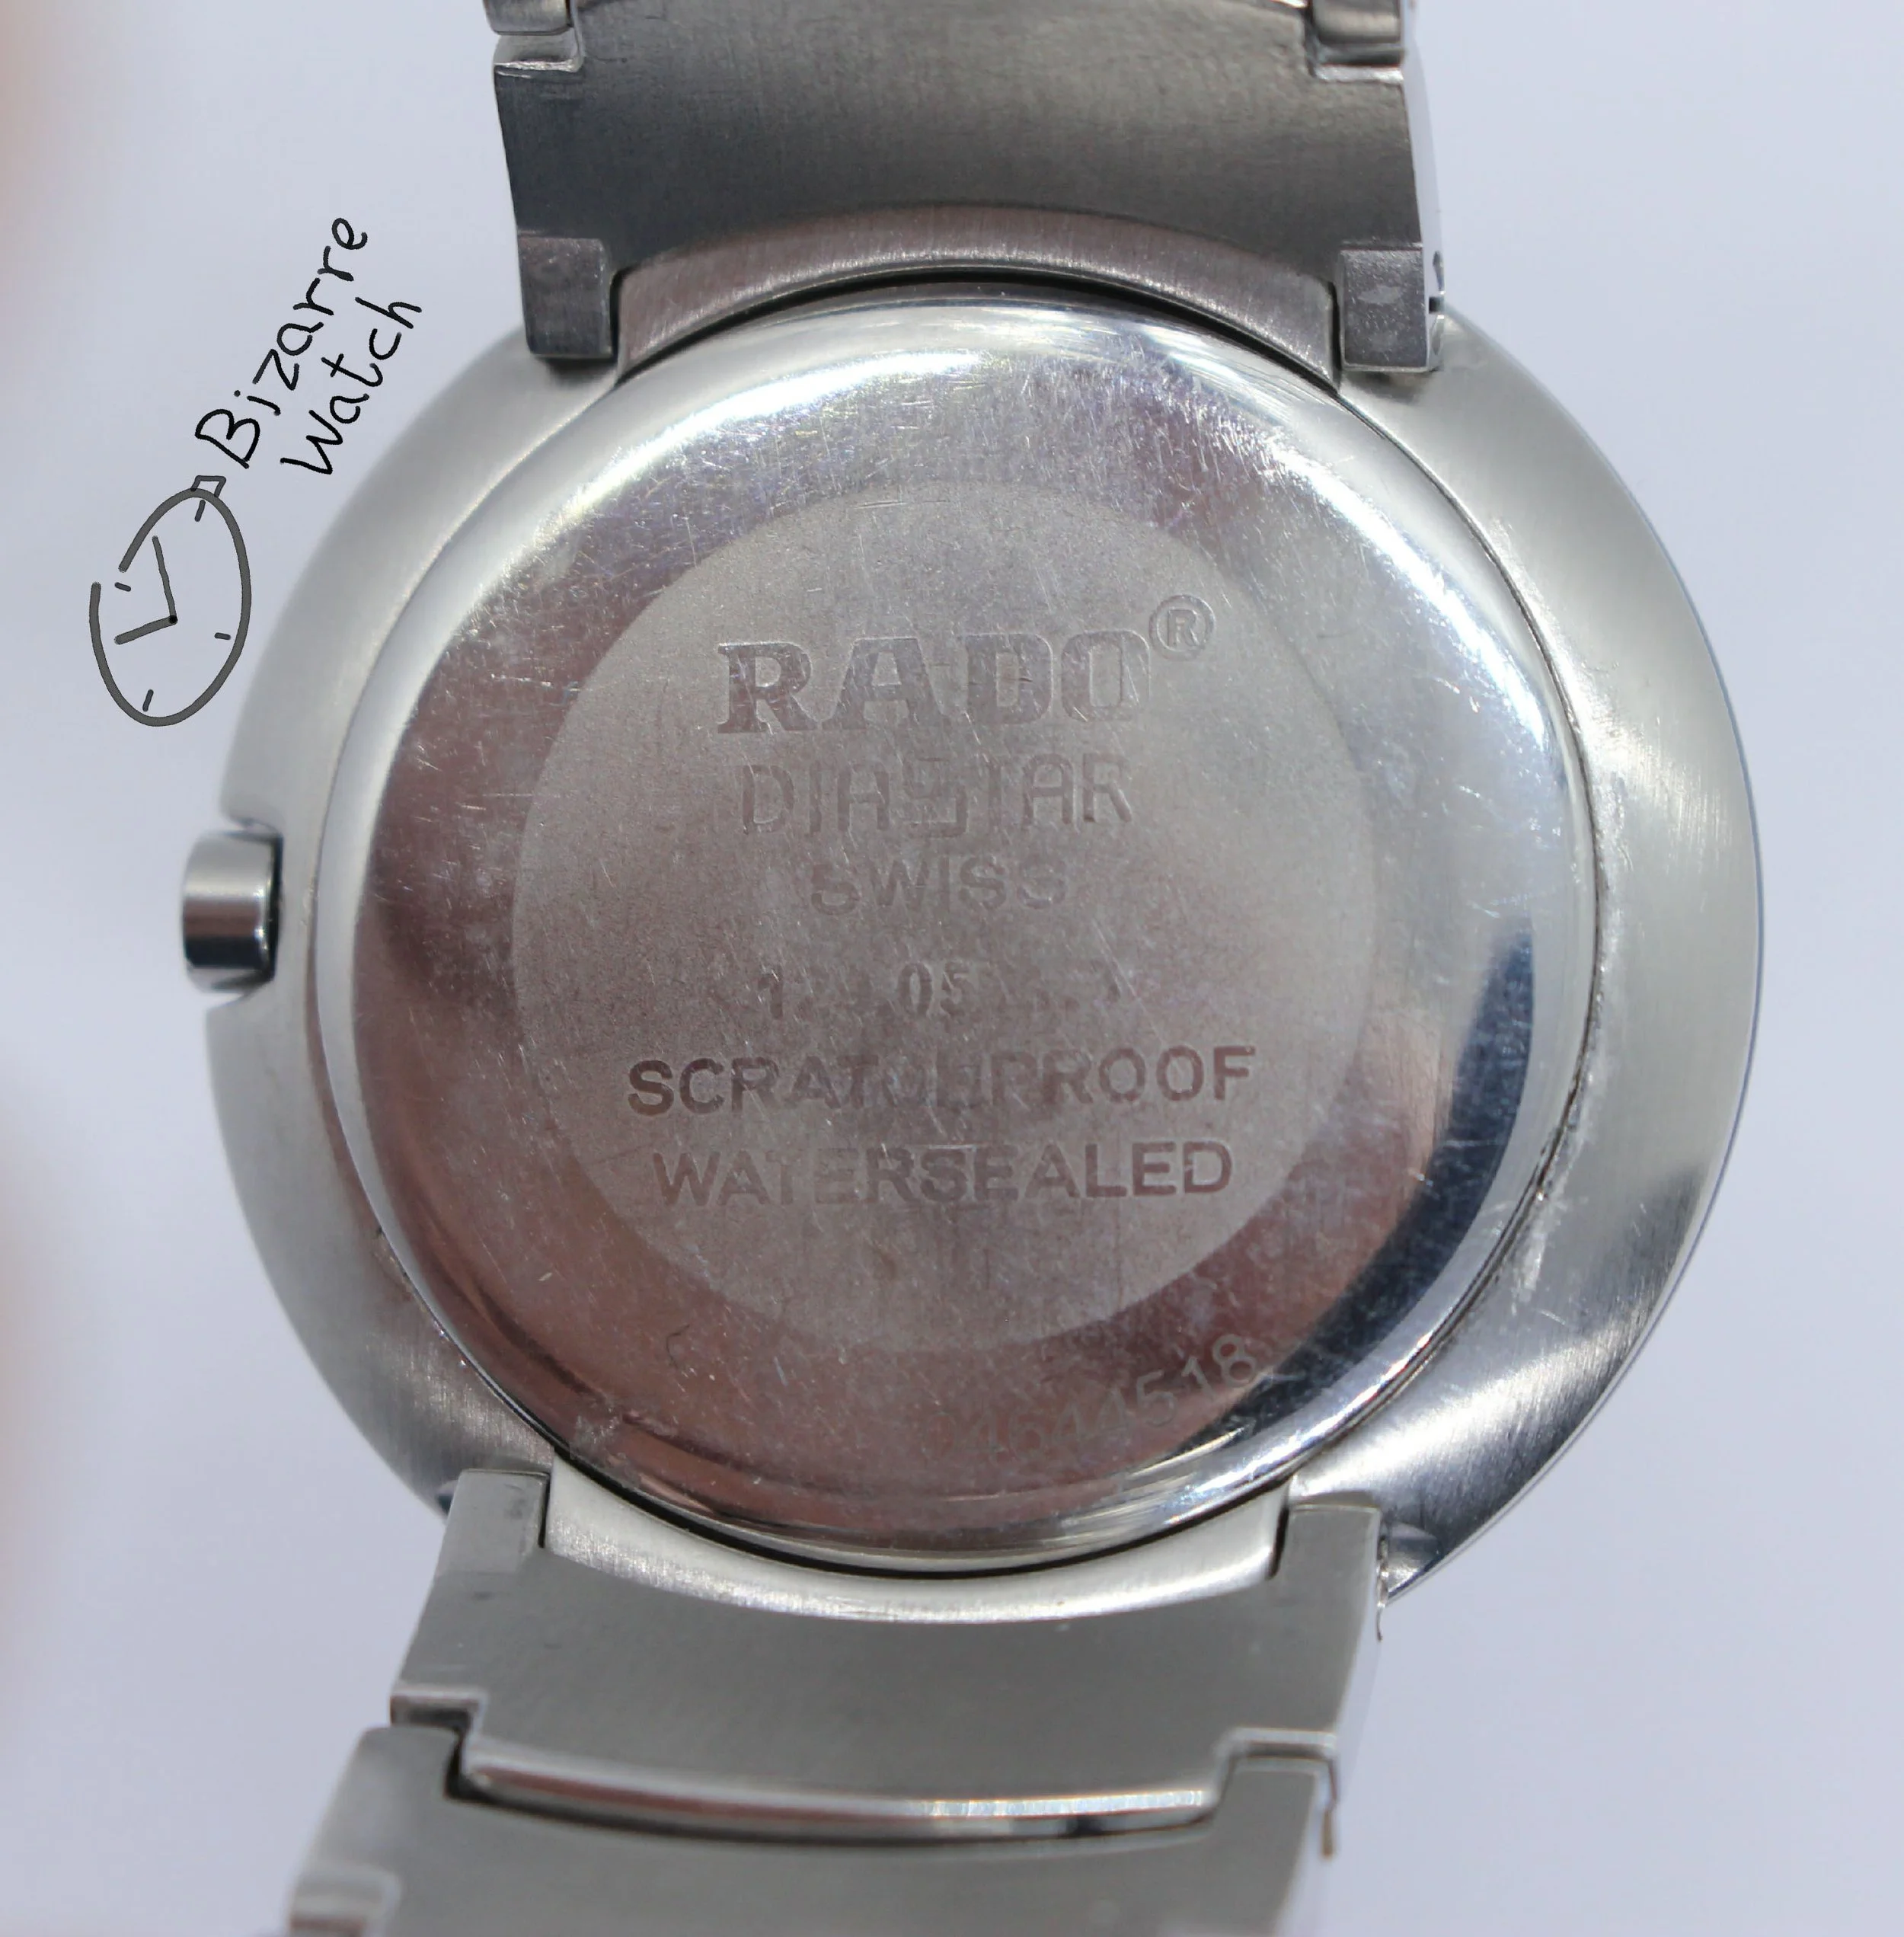 Bizarre
Watch
RADO®
DIASTAR
SWISS
SCRATCHPROOF
WATERSEALED